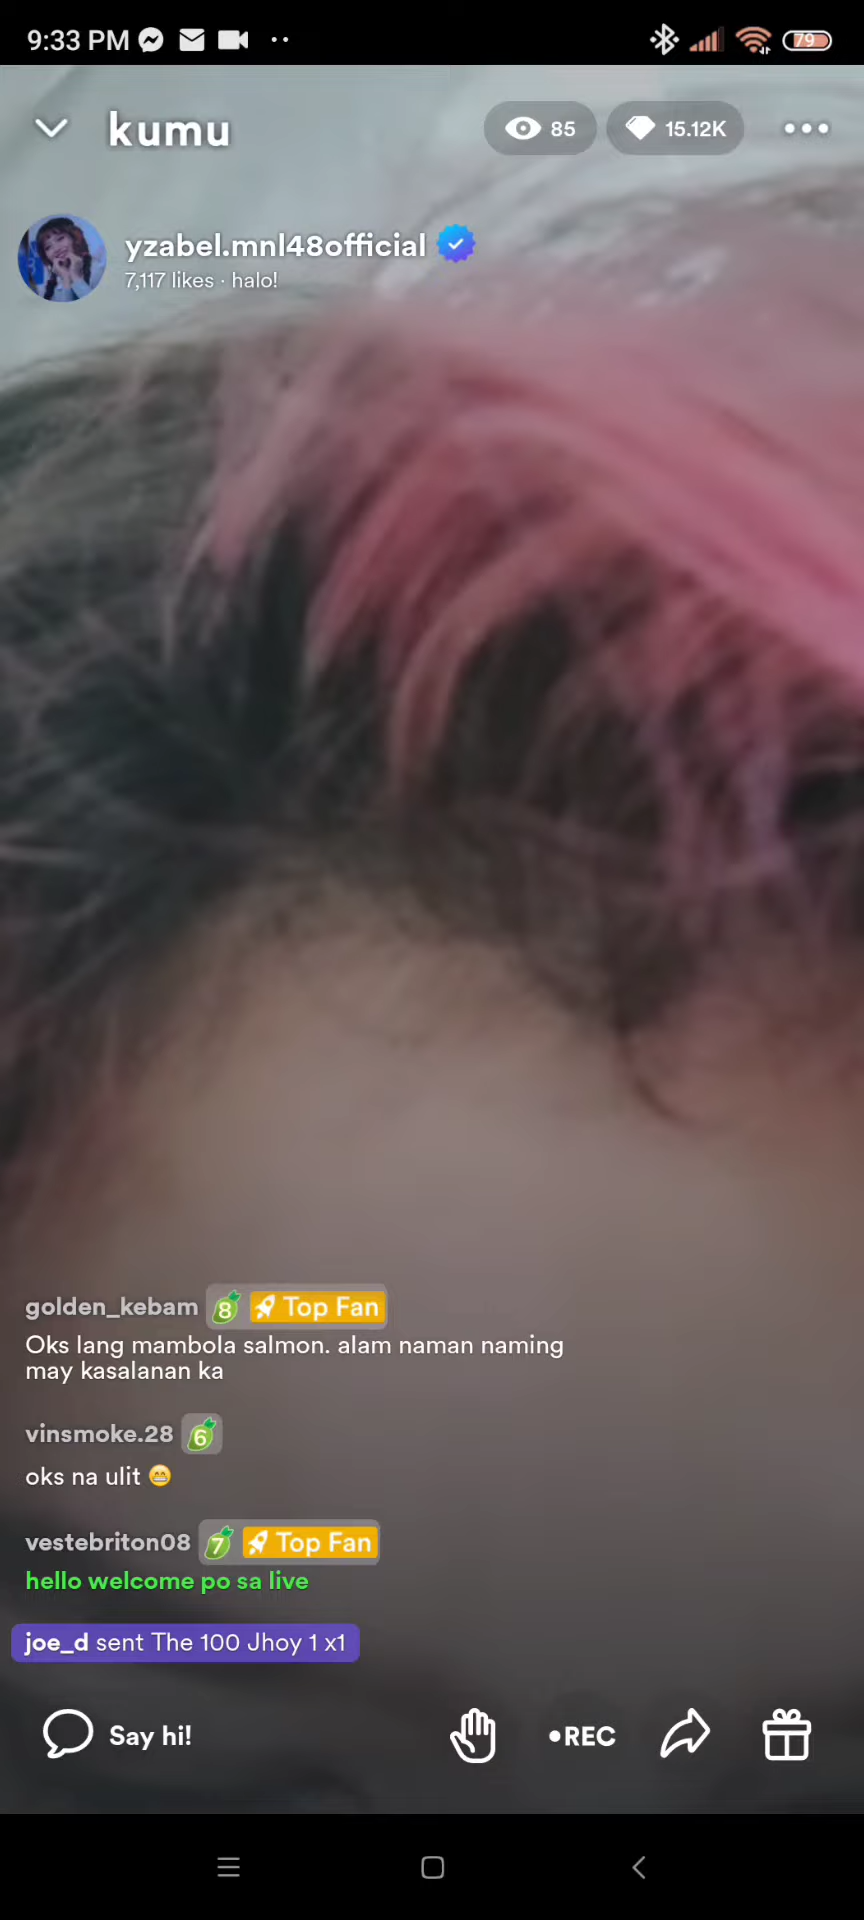 9:33 PM
79
kumu
85
15.12K
yzabel.mnl48official
7,117 likes · halo!
golden_kebam 8 Top Fan
Oks lang mambola salmon. alam naman naming
may kasalanan ka
vinsmoke.28 6
oks na ulit 😁
vestebriton08 7 Top Fan
hello welcome po sa live
joe_d sent The 100 Jhoy 1 x1
Say hi!
•REC